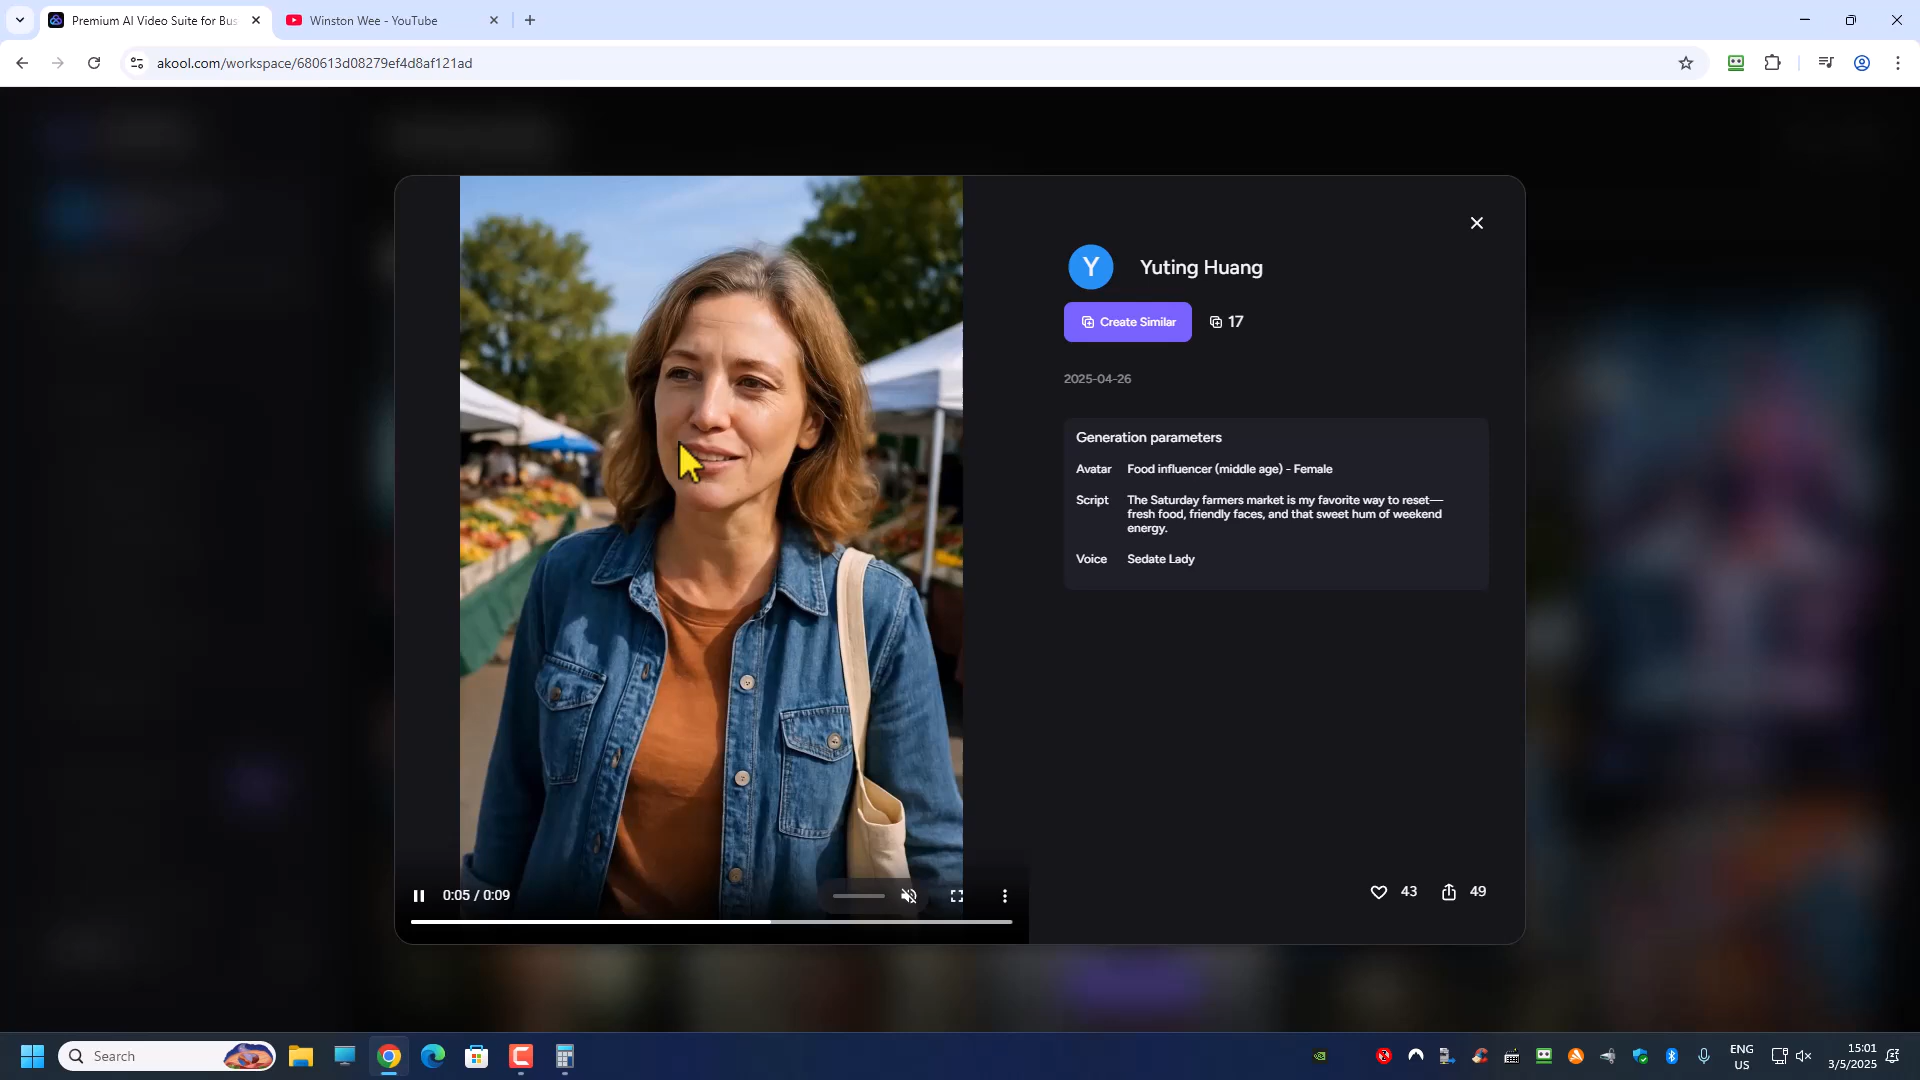 Premium AI Video Suite for Bus
Winston Wee - YouTube
akool.com/workspace/680613d08279ef4d8af121ad
Y
Yuting Huang
Create Similar
17
2025-04-26
Generation parameters
Avatar Food influencer (middle age) - Female
Script The Saturday farmers market is my favorite way to reset—
fresh food, friendly faces, and that sweet hum of weekend
energy.
Voice Sedate Lady
0:05 / 0:09
43
49
Search
ENG
US
15:01
3/5/2025